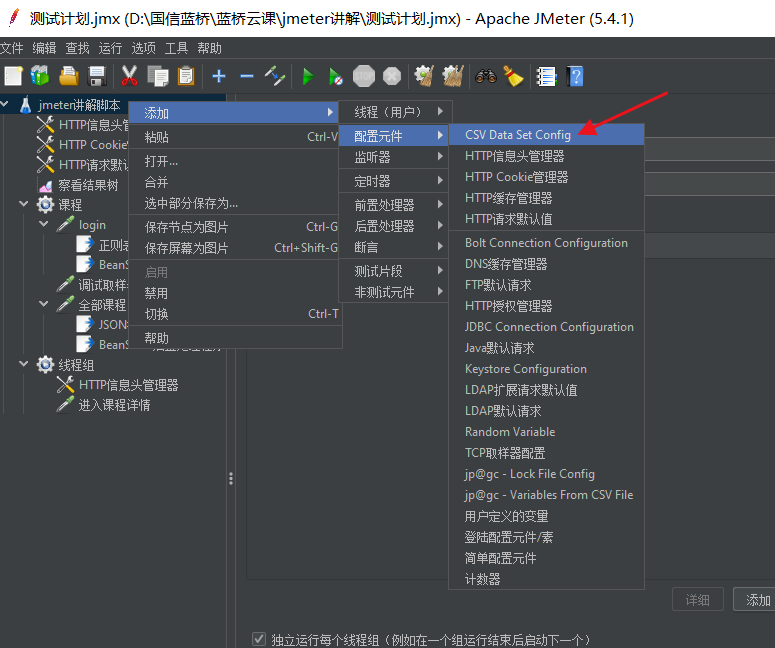 测试计划.jmx (D:\国信蓝桥\蓝桥云课\jmeter讲解\测试计划.jmx) - Apache JMeter (5.4.1)
文件 编辑 查找 运行 选项 工具 帮助
STOP
jmeten讲解脚本
HTTP信息头管
HTTP Cookie
HTTP请求默认
察看结果树
课程
login
正则表
BeanS
调试取样
全部课程
JSON
BeanS
线程组
HTTP信息头管理器
进入课程详情
添加
粘贴 Ctrl-V
打开...
合并
选中部分保存为...
保存节点为图片 Ctrl-G
保存屏幕为图片 Ctrl+Shift-G
启用
禁用
切换 Ctrl-T
帮助
线程（用户）
配置元件
监听器
定时器
前置处理器
后置处理器
断言
测试片段
非测试元件
CSV Data Set Config
HTTP信息头管理器
HTTP Cookie管理器
HTTP缓存管理器
HTTP请求默认值
Bolt Connection Configuration
DNS缓存管理器
FTP默认请求
HTTP授权管理器
JDBC Connection Configuration
Java默认请求
Keystore Configuration
LDAP扩展请求默认值
LDAP默认请求
Random Variable
TCP取样器配置
jp@gc - Lock File Config
jp@gc - Variables From CSV File
用户定义的变量
登陆配置元件/素
简单配置元件
计数器
详细 添加
独立运行每个线程组（例如在一个组运行结束后启动下一个）